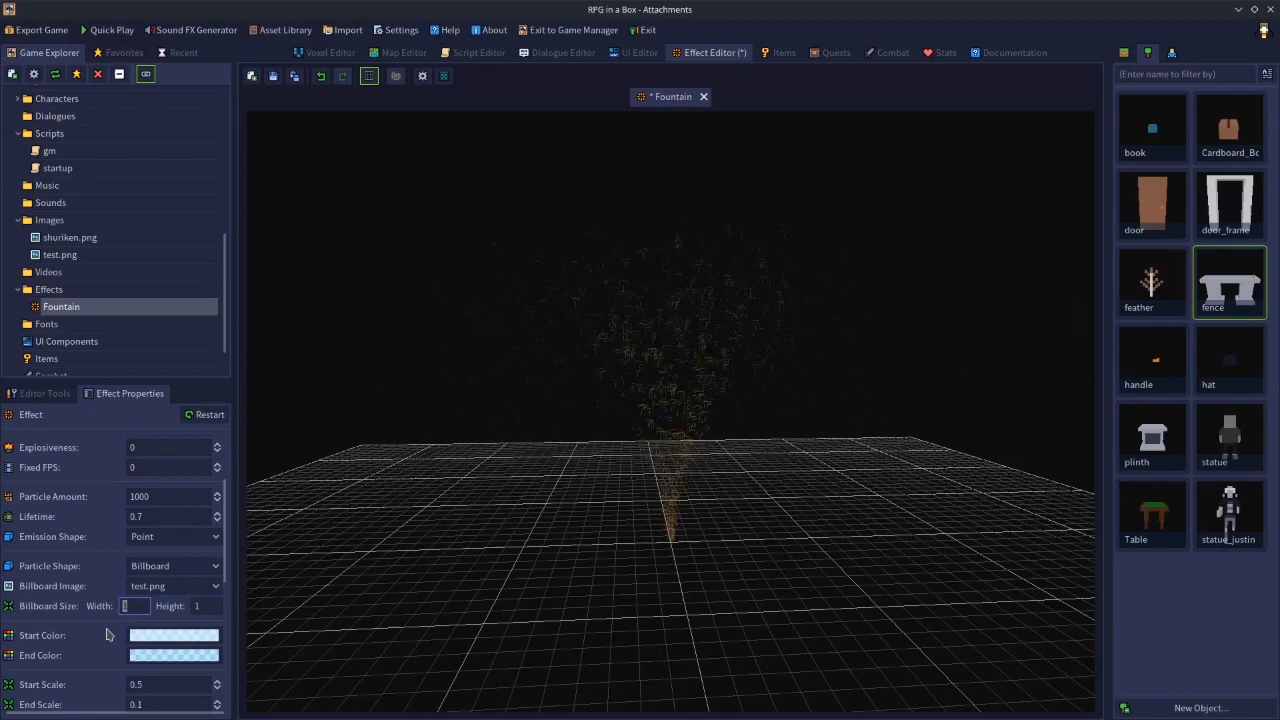 RPG in a Box - Attachments
Export Game Quick Play Sound FX Generator Asset Library Import Settings Help About Exit to Game Manager Exit
Game Explorer Favorites Recent Voxel Editor Map Editor Script Editor Dialogue Editor UI Editor Effect Editor (*) Items Quests Combat Stats Documentation
(Enter name to filter by)
* Fountain
Characters
Dialogues
Scripts
gm
startup
Music
Sounds
Images
shuriken.png
test.png
Videos
Effects
Fountain
Fonts
UI Components
Items
Editor Tools Effect Properties
Effect Restart
Explosiveness: 0
Fixed FPS: 0
Particle Amount: 1000
Lifetime: 0.7
Emission Shape: Point
Particle Shape: Billboard
Billboard Image: test.png
Billboard Size: Width: Height: 1
Start Color:
End Color:
Start Scale: 0.5
End Scale: 0.1
book Cardboard_Bo
door door_frame
feather fence
handle hat
plinth statue
Table statue_justin
New Object...